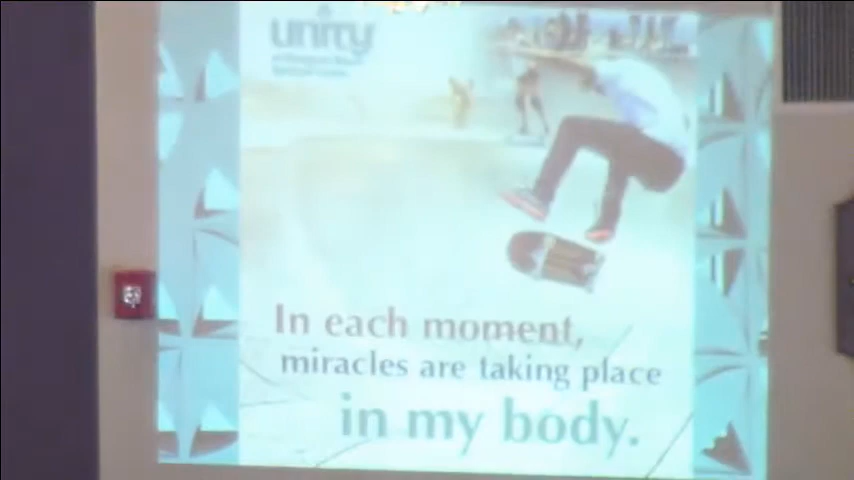 unity
In each moment,
miracles are taking place
in my body.